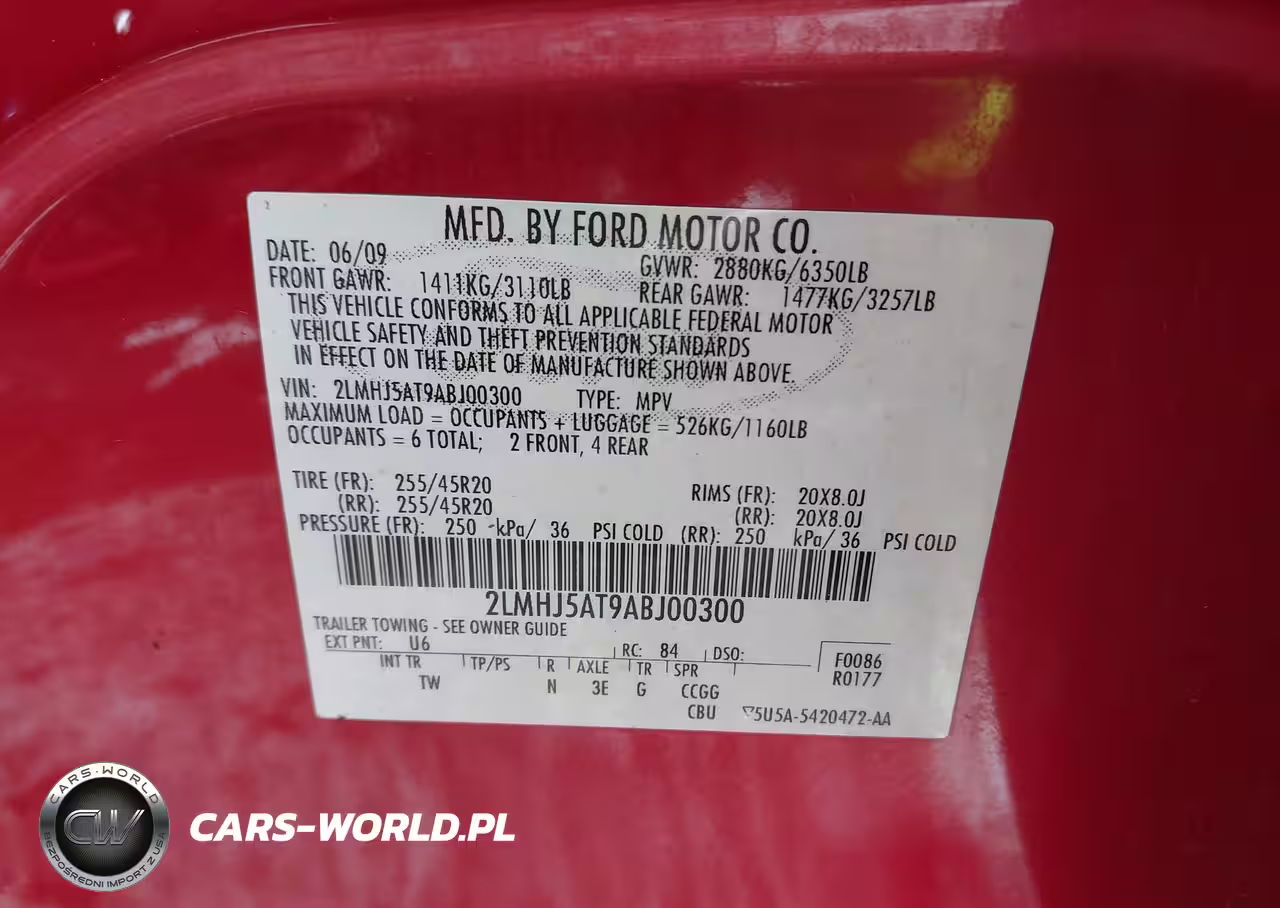 MFD. BY FORD MOTOR CO.
DATE: 06/09 GVWR: 2880KG/6350LB
FRONT GAWR: 1411KG/3110LB REAR GAWR: 1477KG/3257LB
THIS VEHICLE CONFORMS TO ALL APPLICABLE FEDERAL MOTOR
VEHICLE SAFETY AND THEFT PREVENTION STANDARDS
IN EFFECT ON THE DATE OF MANUFACTURE SHOWN ABOVE.
VIN: 2LMHJ5AT9ABJ00300 TYPE: MPV
MAXIMUM LOAD = OCCUPANTS + LUGGAGE = 526KG/1160LB
OCCUPANTS = 6 TOTAL; 2 FRONT, 4 REAR
TIRE (FR): 255/45R20 RIMS (FR): 20X8.0J
(RR): 255/45R20 (RR): 20X8.0J
PRESSURE (FR): 250 kPa/ 36 PSI COLD (RR): 250 kPa/ 36 PSI COLD
2LMHJ5AT9ABJ00300
TRAILER TOWING - SEE OWNER GUIDE
EXT PNT: U6 RC: 84 DSO: F0086
INT TR TP/PS R AXLE TR SPR R0177
TW N 3E G CCGG
CBU 5U5A-5420472-AA
CARS-WORLD
CW
BEZPOŚREDNI IMPORT Z USA
CARS-WORLD.PL